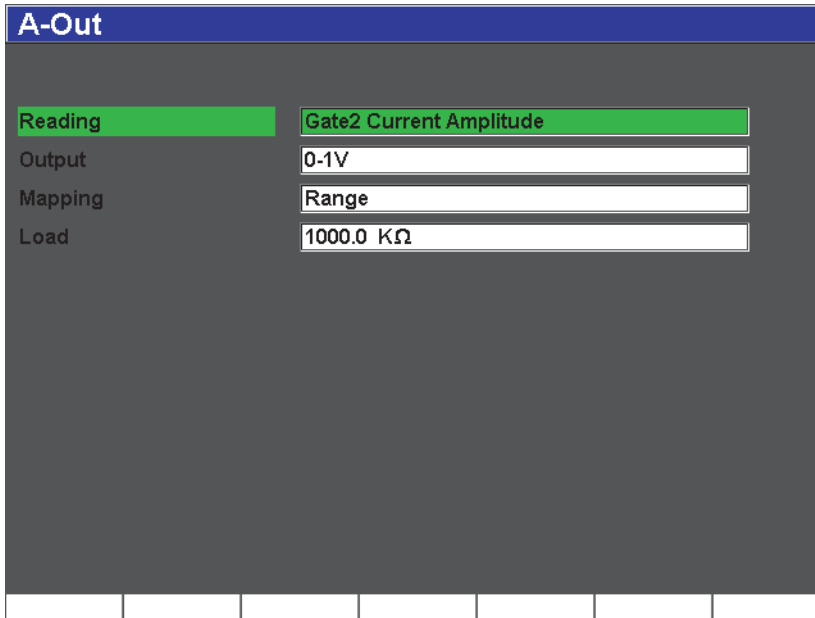 A-Out
Reading Gate2 Current Amplitude
Output 0-1V
Mapping Range
Load 1000.0 KΩ